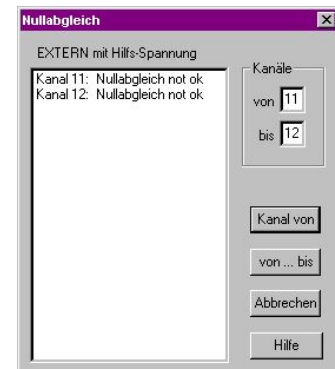 Nullabgleich
EXTERN mit Hilfs-Spannung
Kanal 11: Nullabgleich not ok
Kanal 12: Nullabgleich not ok
Kanäle
von 11
bis 12
Kanal von
von ... bis
Abbrechen
Hilfe